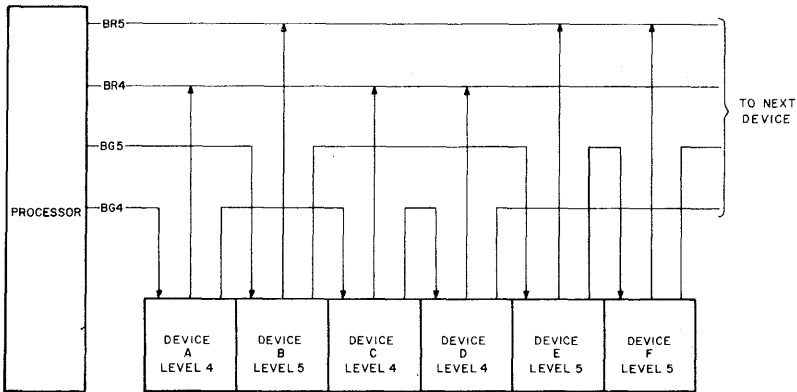 BR5
BR4
TO NEXT
DEVICE
BG5
BG4
PROCESSOR
DEVICE
A
LEVEL 4
DEVICE
B
LEVEL 5
DEVICE
C
LEVEL 4
DEVICE
D
LEVEL 4
DEVICE
E
LEVEL 5
DEVICE
F
LEVEL 5